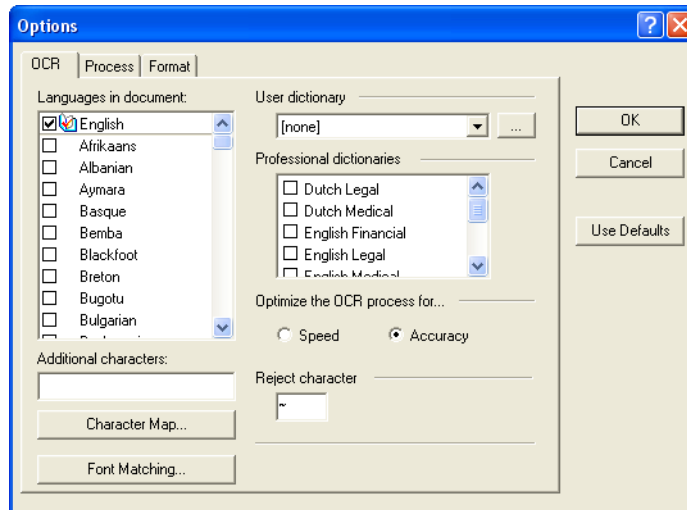 Options
OCR
Process
Format
Languages in document:
English
Afrikaans
Albanian
Aymara
Basque
Bemba
Blackfoot
Breton
Bugotu
Bulgarian
Additional characters:
Character Map...
Font Matching...
User dictionary
[none]
...
Professional dictionaries
Dutch Legal
Dutch Medical
English Financial
English Legal
English Medical
Optimize the OCR process for...
Speed
Accuracy
Reject character
~
OK
Cancel
Use Defaults